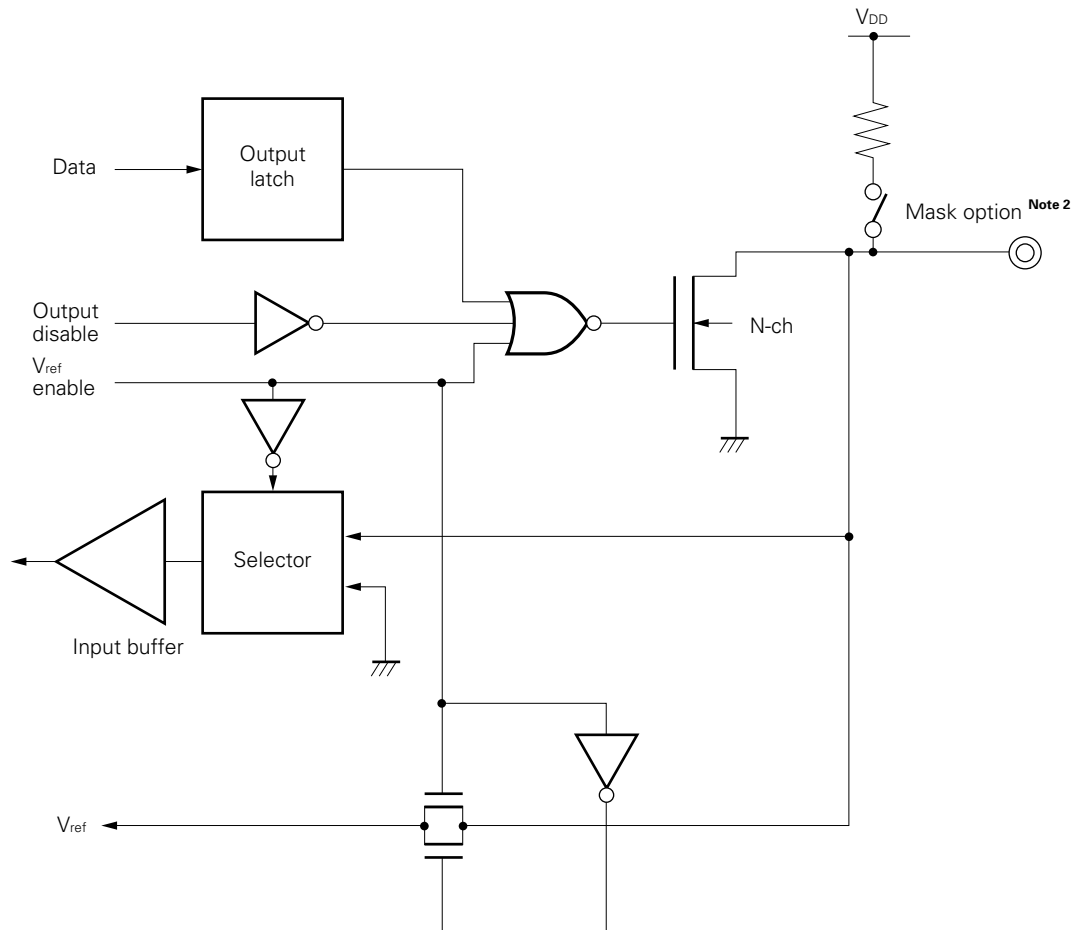 VDD
Data
Output
latch
Mask option Note 2
Output
disable
N-ch
Vref
enable
Selector
Input buffer
Vref